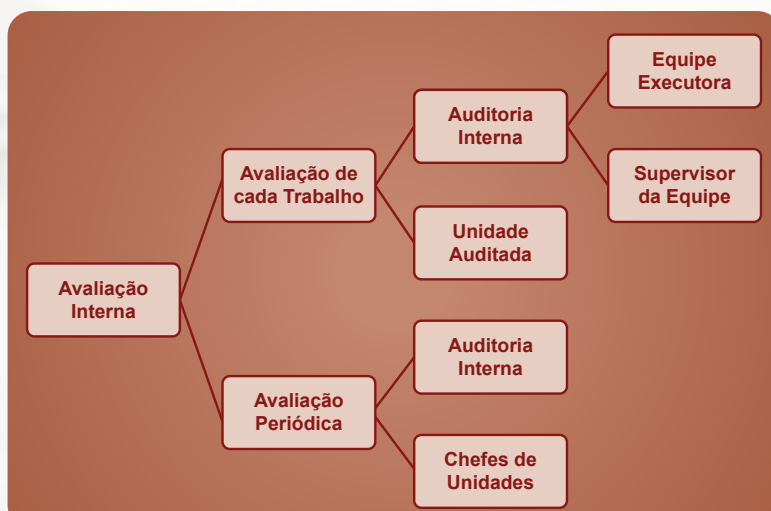 Equipe
Executora
Auditoria
Interna
Avaliação de
cada Trabalho
Supervisor
da Equipe
Unidade
Auditada
Avaliação
Interna
Auditoria
Interna
Avaliação
Periódica
Chefes de
Unidades